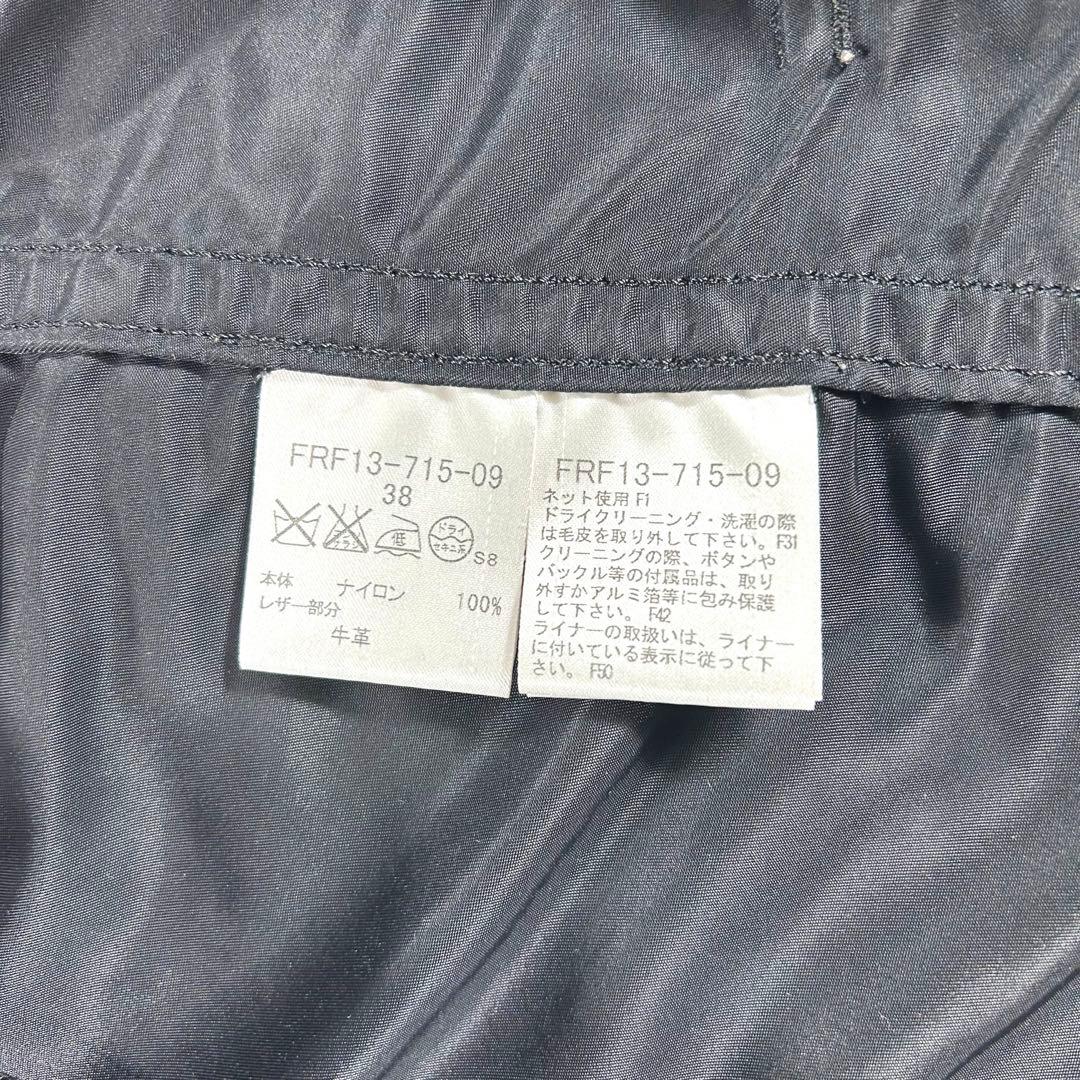 FRF13-715-09
38
エンソ
サラシ
低
ドライ
セキユ系
S8
本体 ナイロン 100%
レザー部分
牛革
FRF13-715-09
ネット使用 F1
ドライクリーニング・洗濯の際
は毛皮を取り外して下さい。F31
クリーニングの際、ボタンや
バックル等の付属品は、取り
外すかアルミ箔等に包み保護
して下さい。 F42
ライナーの取扱いは、ライナー
に付いている表示に従って下
さい。 F50